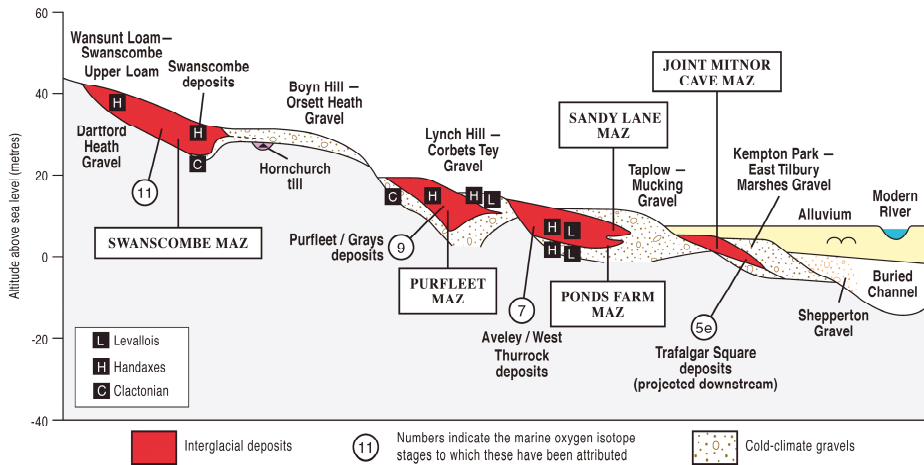 60
40
20
0
-20
-40
Altitude above sea level (metres)
Wansunt Loam—
Swanscombe
Upper Loam
Swanscombe
deposits
H
H
C
Dartford
Heath
Gravel
11
SWANSCOMBE MAZ
Boyn Hill—
Orsett Heath
Gravel
Hornchurch
till
Lynch Hill—
Corbets Tey
Gravel
C
H
H
L
Purfleet / Grays
deposits
9
PURFLEET
MAZ
SANDY LANE
MAZ
H
L
H
L
7
PONDS FARM
MAZ
Aveley / West
Thurrock
deposits
Taplow—
Mucking
Gravel
JOINT MITNOR
CAVE MAZ
Kempton Park —
East Tilbury
Marshes Gravel
5e
Trafalgar Square
deposits
(projected downstream)
Alluvium
Modern
River
Buried
Channel
Shepperton
Gravel
L Levallois
H Handaxes
C Clactonian
Interglacial deposits
11
Numbers indicate the marine oxygen isotope
stages to which these have been attributed
Cold-climate gravels